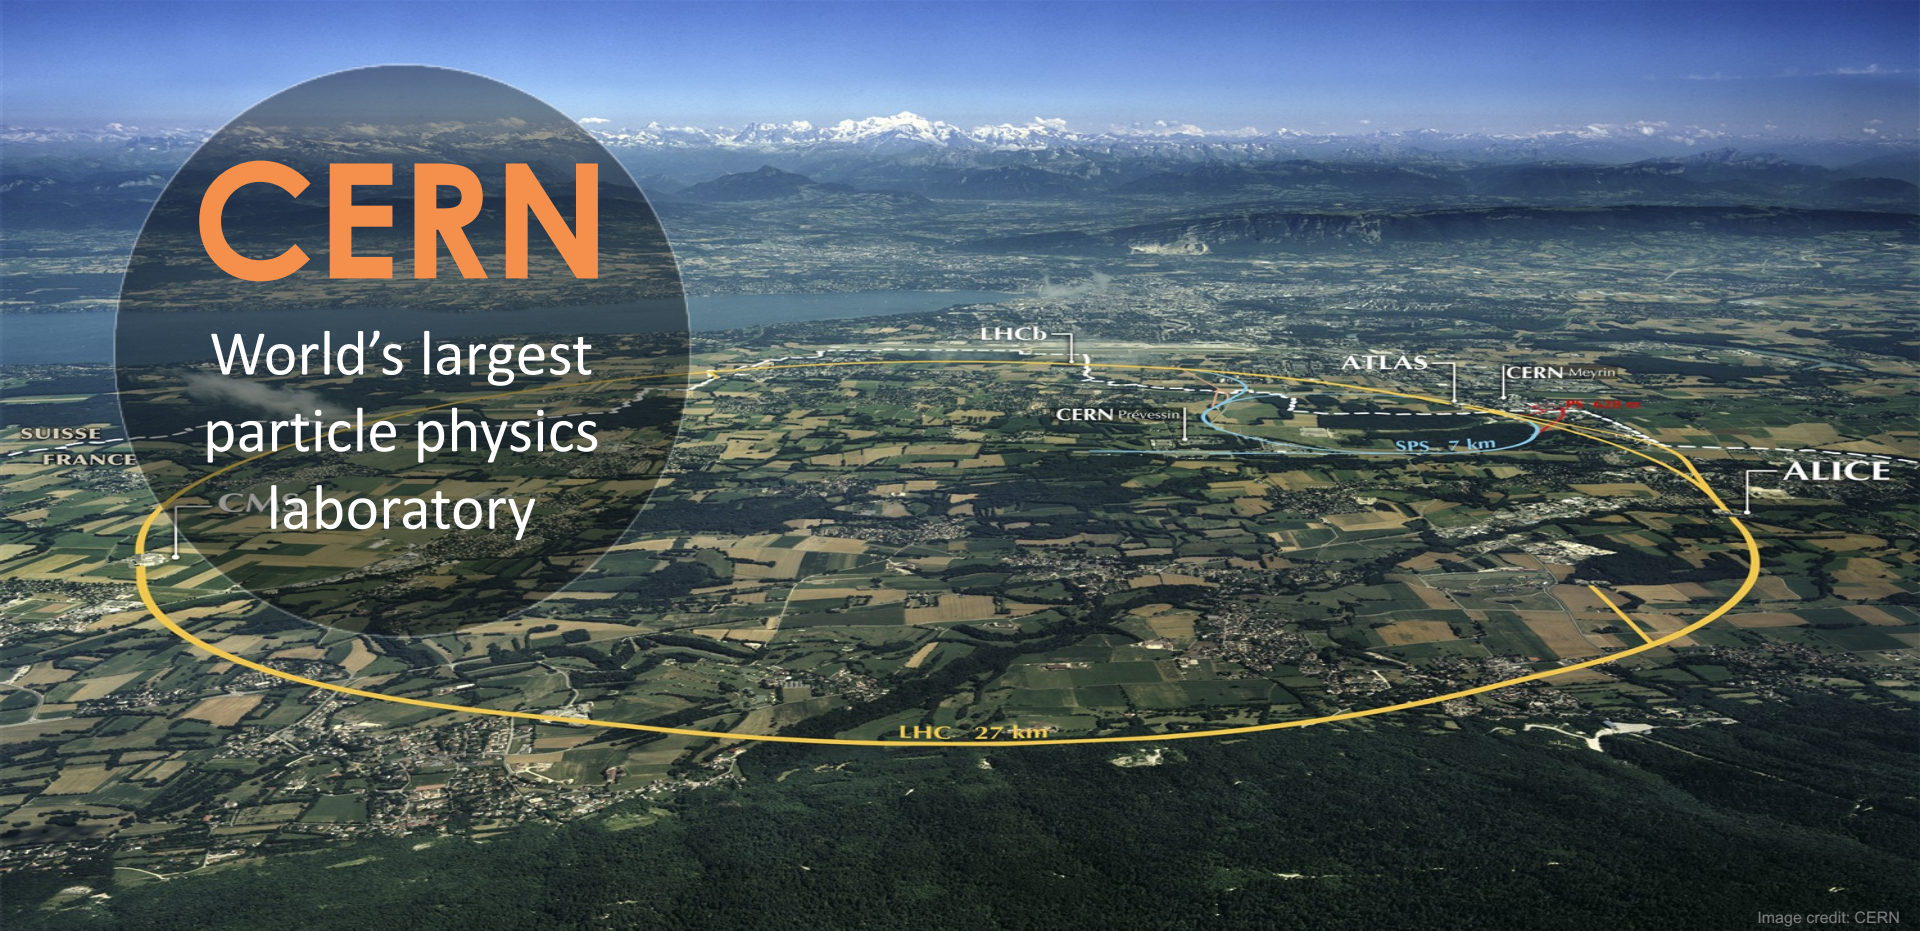 CERN
World’s largest
particle physics
laboratory
SUISSE
FRANCE
CMS
LHCb
ATLAS
CERN Meyrin
CERN Prévessin
SPS 7 km
ALICE
LHC 27 km
Image credit: CERN